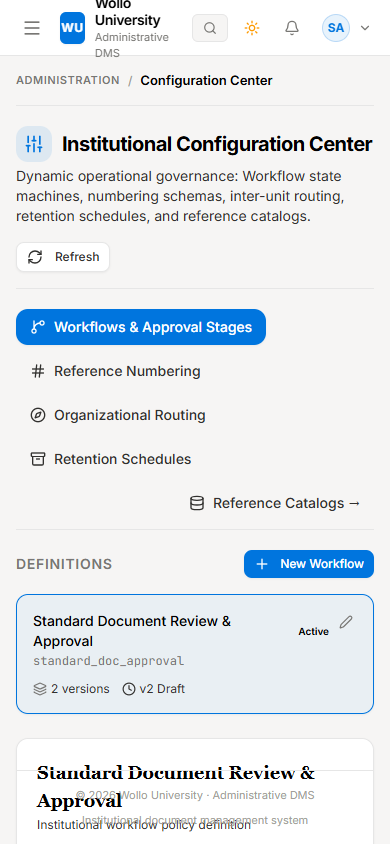 WU
Wollo
University
Administrative
DMS
SA
ADMINISTRATION / Configuration Center
Institutional Configuration Center
Dynamic operational governance: Workflow state
machines, numbering schemas, inter-unit routing,
retention schedules, and reference catalogs.
Refresh
Workflows & Approval Stages
Reference Numbering
Organizational Routing
Retention Schedules
Reference Catalogs →
DEFINITIONS
New Workflow
Standard Document Review &
Approval
Active
standard_doc_approval
2 versions
v2 Draft
Standard Document Review &
Approval
© 2026 Wollo University · Administrative DMS
Institutional workflow policy definition
Institutional document management system